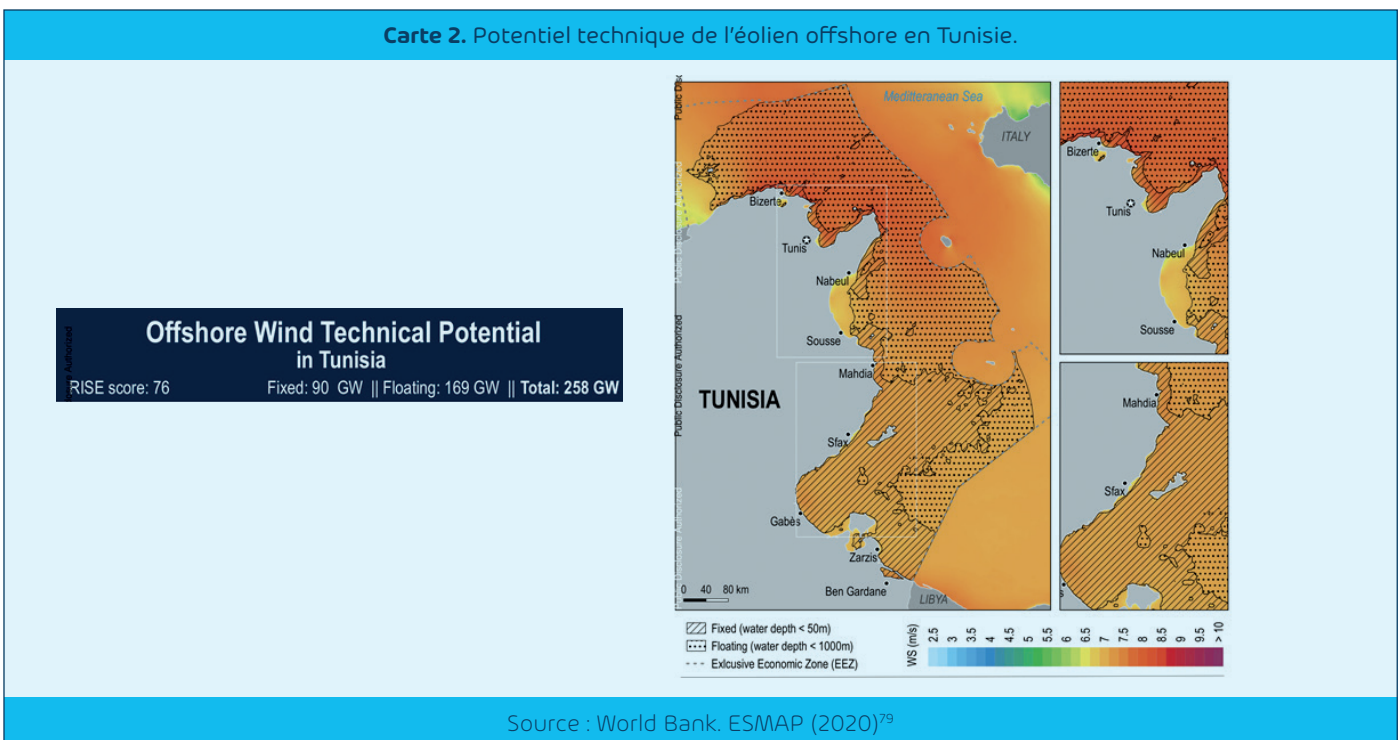 Carte 2. Potentiel technique de l'éolien offshore en Tunisie.
Offshore Wind Technical Potential
in Tunisia
RISE score: 76 Fixed: 90 GW || Floating: 169 GW || Total: 258 GW
Public Disclosure Authorized
Mediterranean Sea
ITALY
Bizerte
Tunis
Nabeul
Sousse
Mahdia
TUNISIA
Sfax
Gabès
Zarzis
Ben Gardane
LIBYA
0 40 80 km
Bizerte
Tunis
Nabeul
Sousse
Mahdia
Sfax
s
Fixed (water depth < 50m)
Floating (water depth < 1000m)
Exlcusive Economic Zone (EEZ)
WS (m/s)
2.5 3 3.5 4 4.5 5 5.5 6 6.5 7 7.5 8 8.5 9 9.5 > 10
Source : World Bank. ESMAP (2020)79